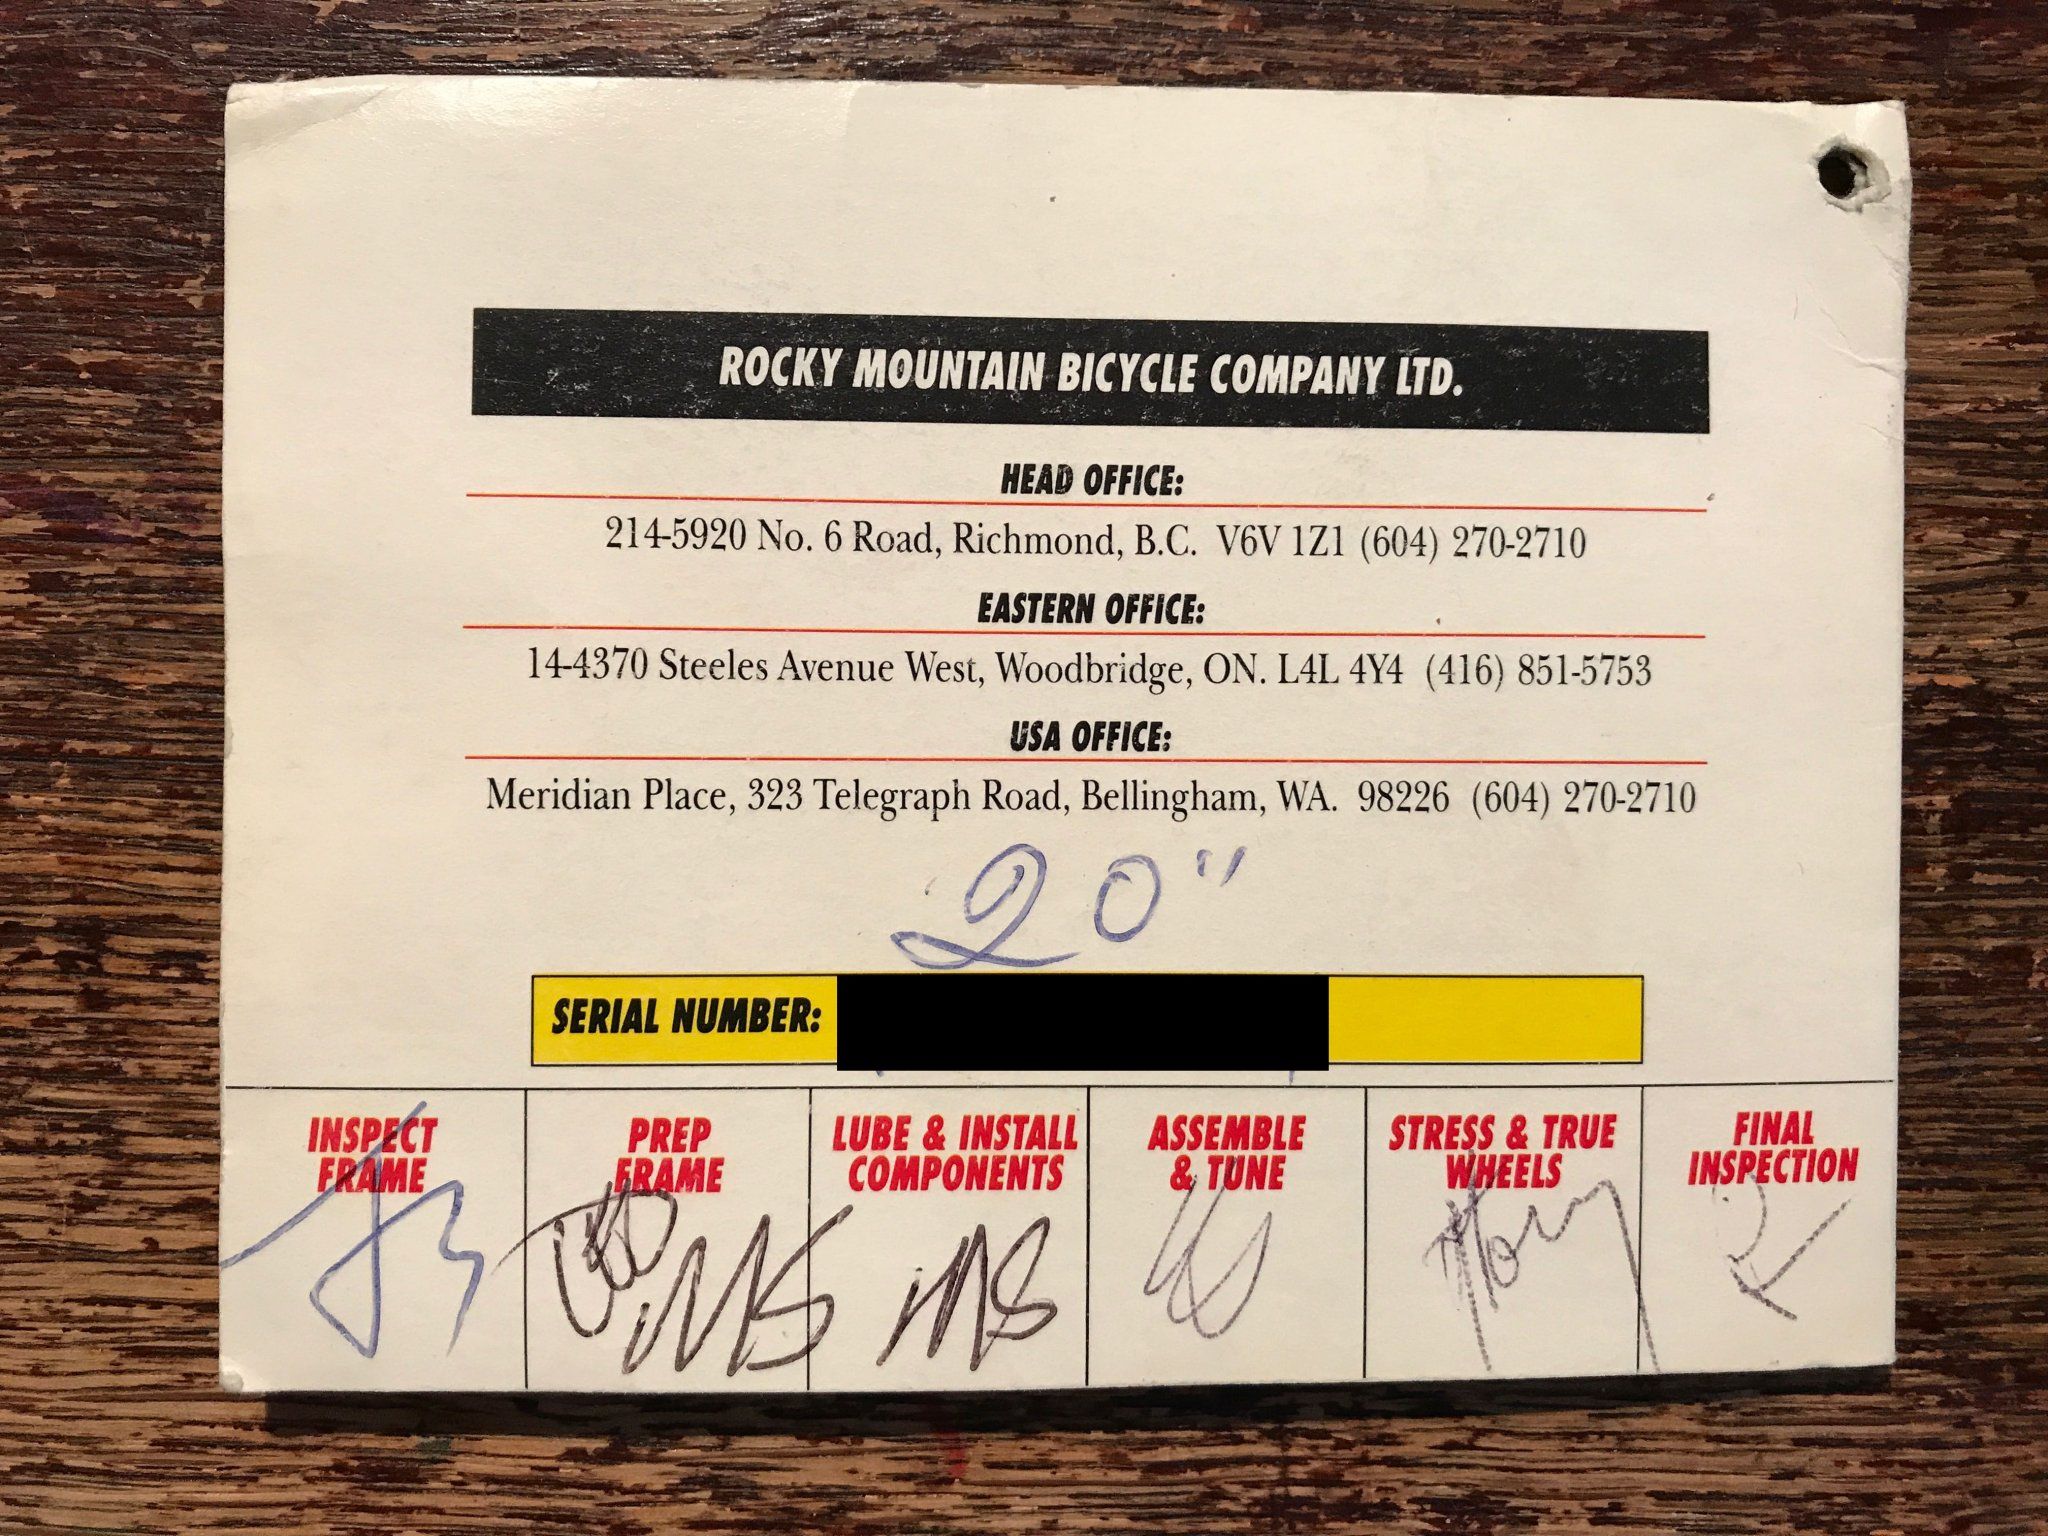 ROCKY MOUNTAIN BICYCLE COMPANY LTD.
HEAD OFFICE:
214-5920 No. 6 Road, Richmond, B.C. V6V 1Z1 (604) 270-2710
EASTERN OFFICE:
14-4370 Steeles Avenue West, Woodbridge, ON. L4L 4Y4 (416) 851-5753
USA OFFICE:
Meridian Place, 323 Telegraph Road, Bellingham, WA. 98226 (604) 270-2710
20"
SERIAL NUMBER:
INSPECT
FRAME
PREP
FRAME
LUBE & INSTALL
COMPONENTS
ASSEMBLE
& TUNE
STRESS & TRUE
WHEELS
FINAL
INSPECTION
MS
MS